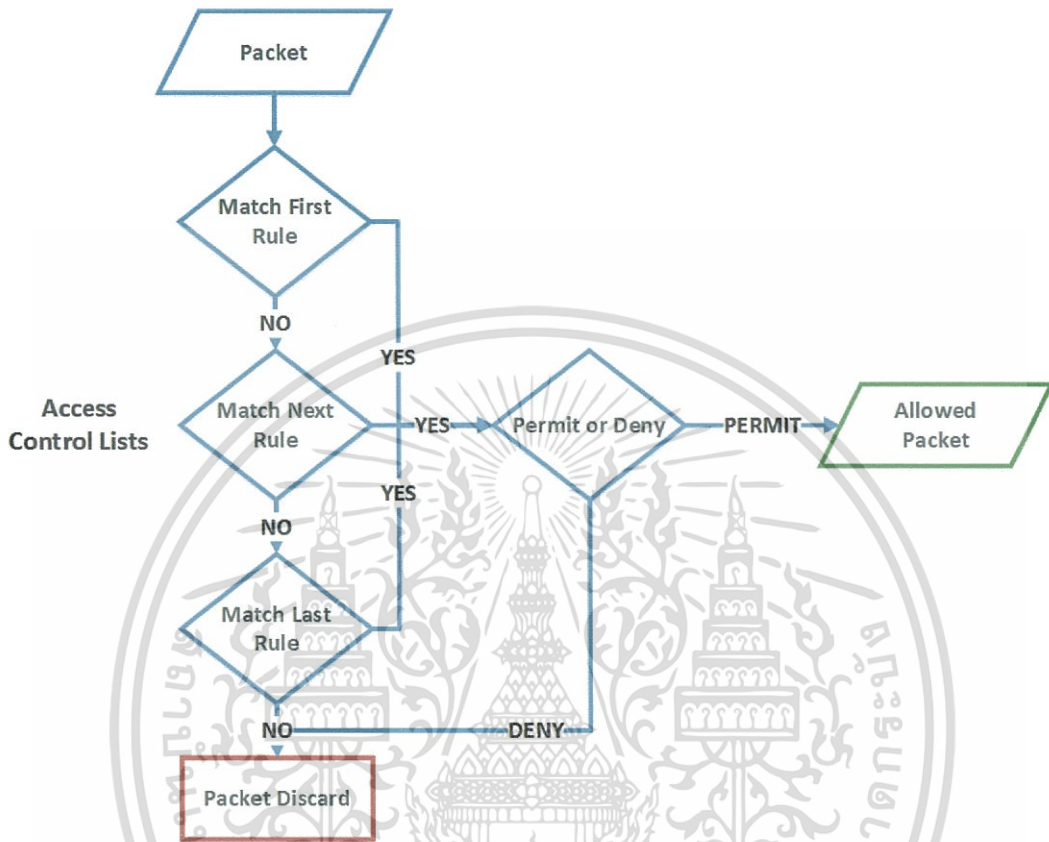 Packet
Match First
Rule
NO
YES
Access
Control Lists
Match Next
Rule
YES
Permit or Deny
PERMIT
Allowed
Packet
YES
NO
Match Last
Rule
NO
DENY
Packet Discard